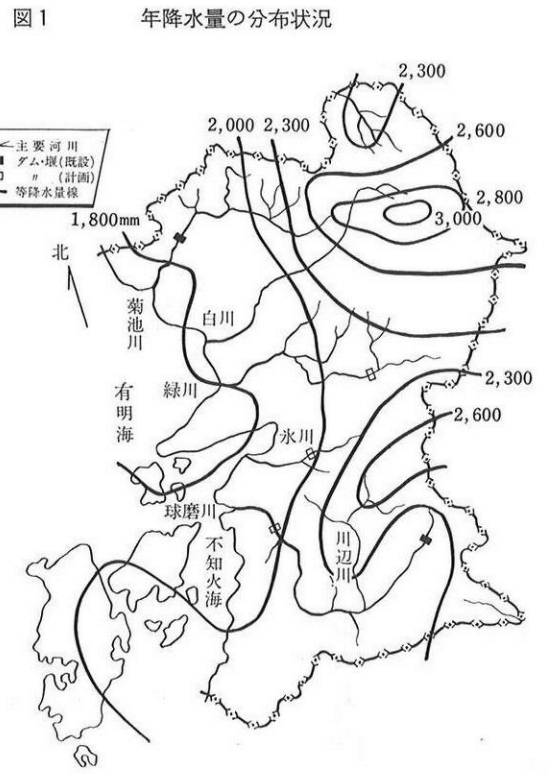 図1 年降水量の分布状況
主要河川
ダム・堰(既設)
〃 (計画)
等降水量線
2,300
2,000
2,300
2,600
2,800
3,000
1,800mm
北
菊池川
白川
緑川
有明海
2,300
2,600
氷川
球磨川
不知火海
川辺川